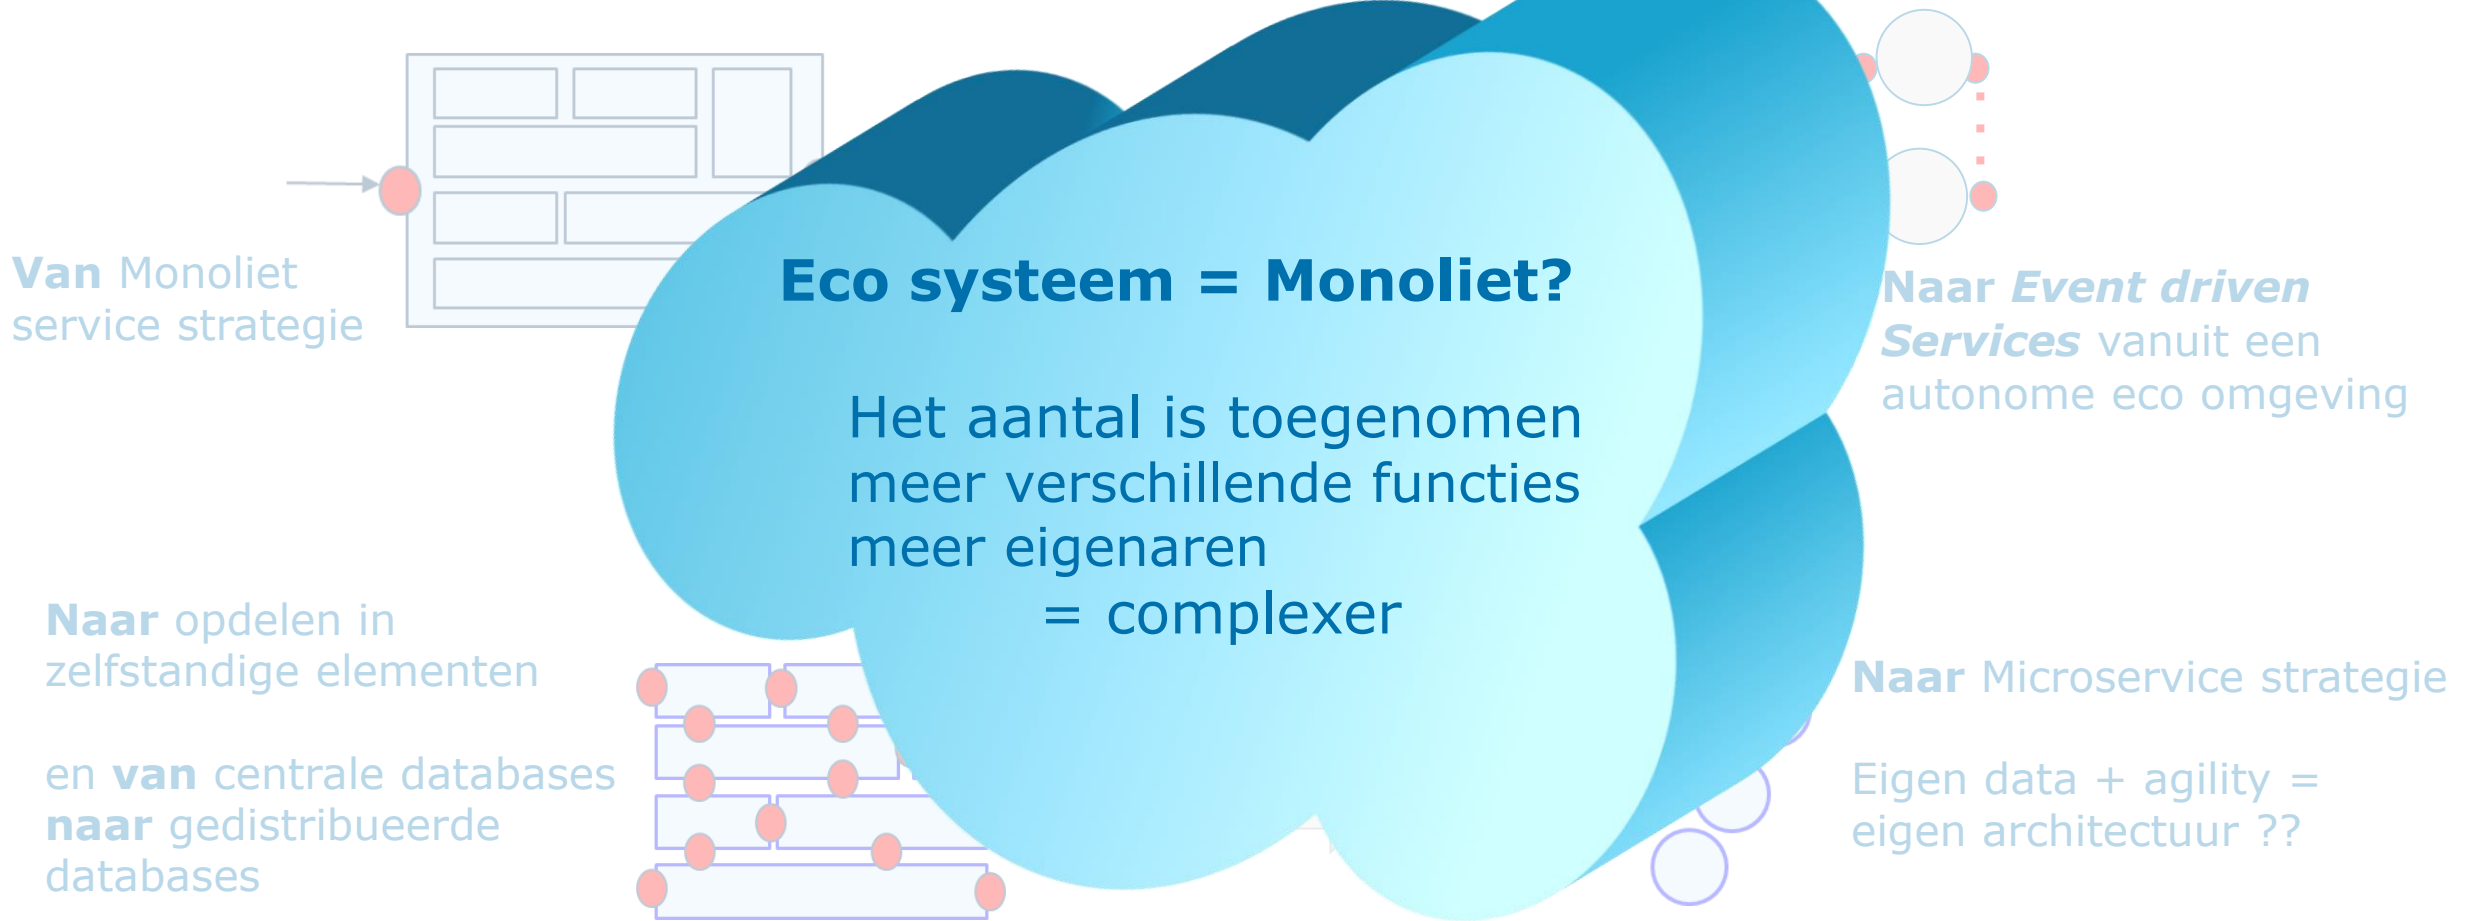 Van Monoliet
service strategie
Eco systeem = Monoliet?
Het aantal is toegenomen
meer verschillende functies
meer eigenaren
= complexer
Naar Event driven
Services vanuit een
autonome eco omgeving
Naar opdelen in
zelfstandige elementen
en van centrale databases
naar gedistribueerde
databases
Naar Microservice strategie
Eigen data + agility =
eigen architectuur ??